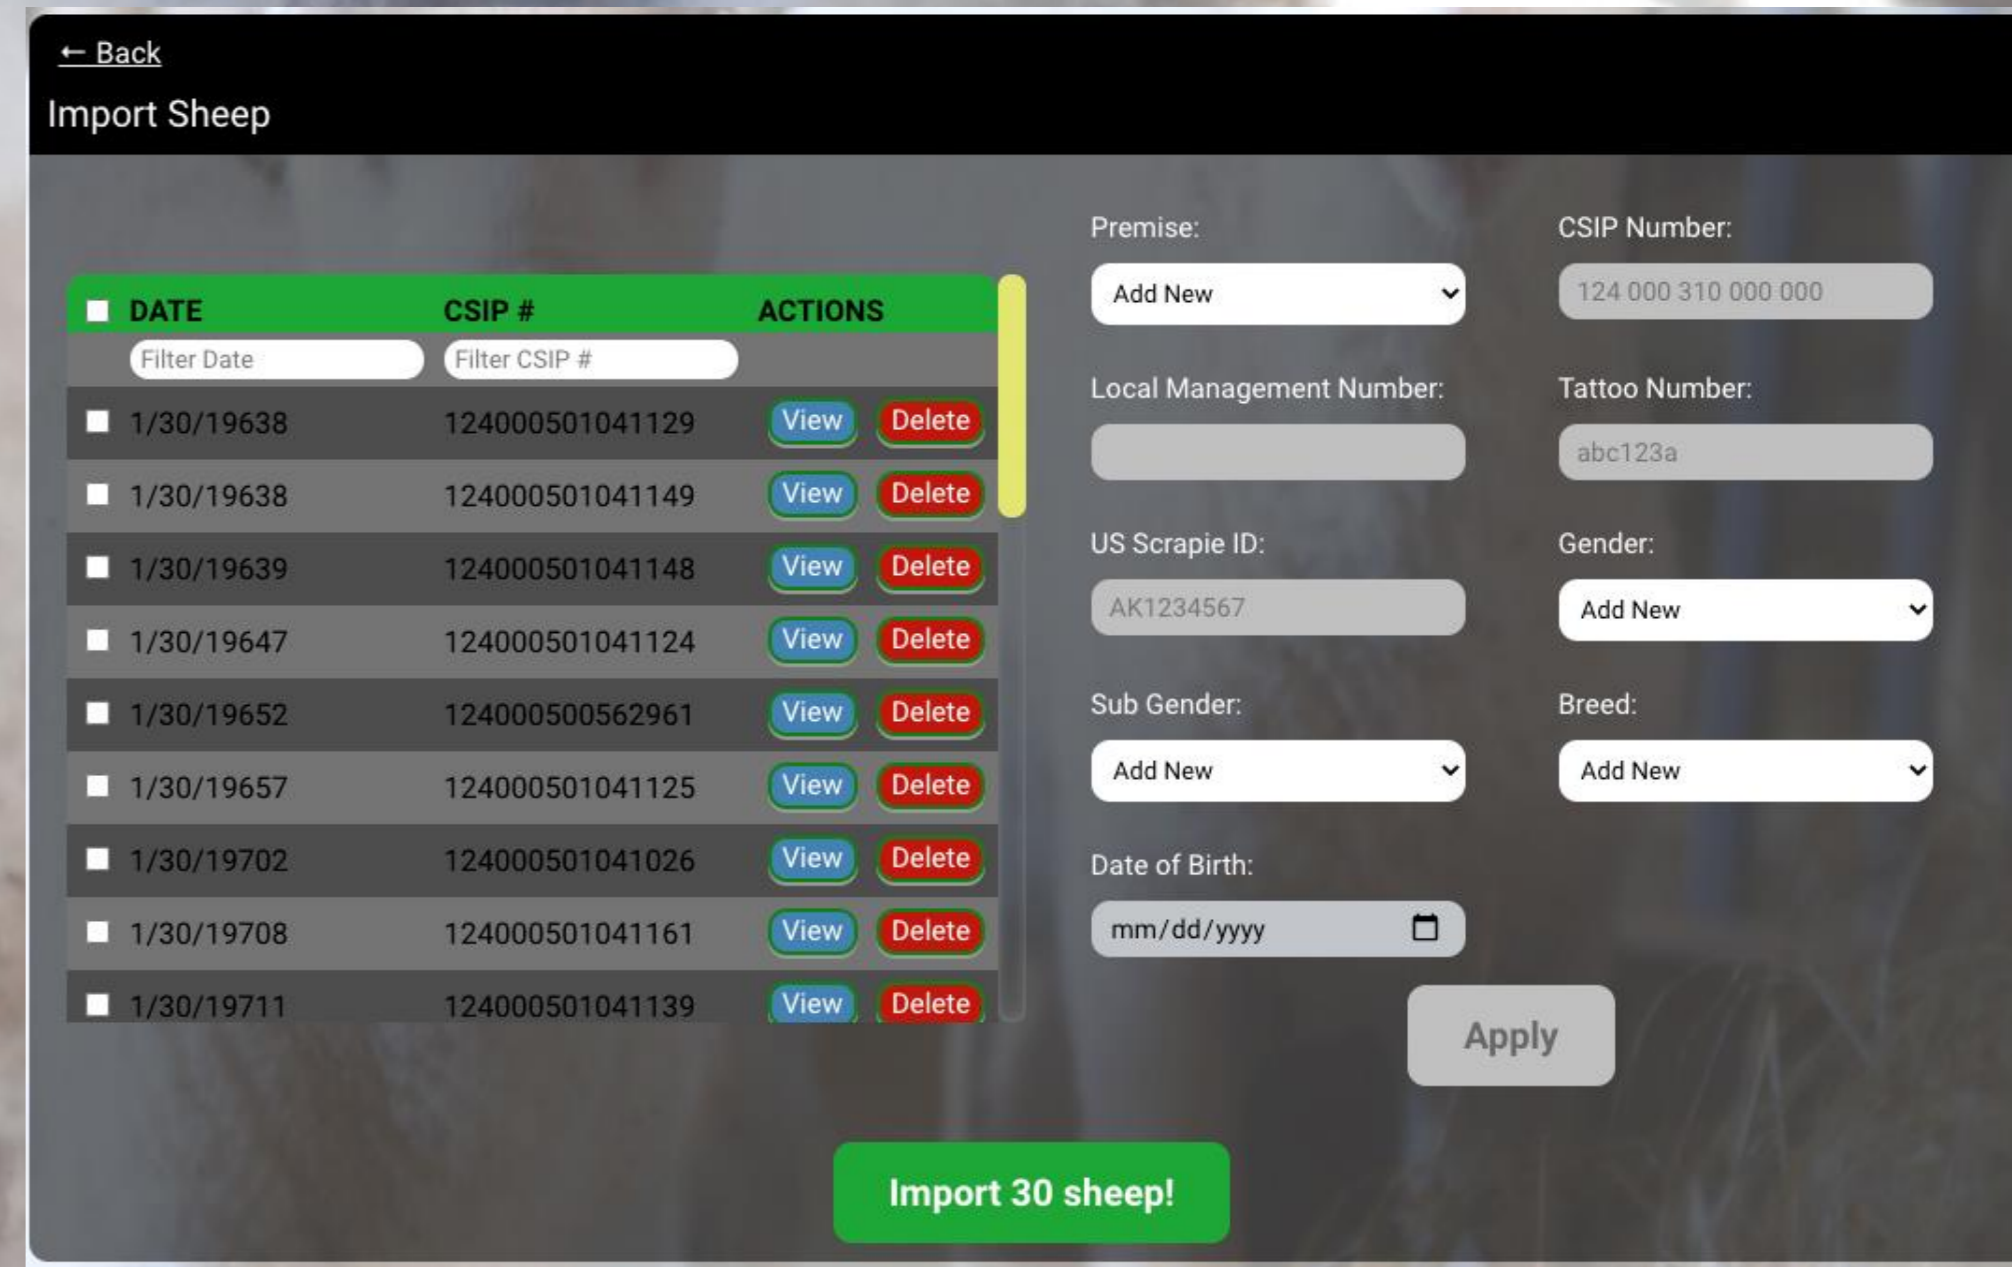 ← Back
Import Sheep
DATE CSIP # ACTIONS
Filter Date Filter CSIP #
1/30/19638 124000501041129 View Delete
1/30/19638 124000501041149 View Delete
1/30/19639 124000501041148 View Delete
1/30/19647 124000501041124 View Delete
1/30/19652 124000500562961 View Delete
1/30/19657 124000501041125 View Delete
1/30/19702 124000501041026 View Delete
1/30/19708 124000501041161 View Delete
1/30/19711 124000501041139 View Delete
Premise: CSIP Number:
Add New 124 000 310 000 000
Local Management Number: Tattoo Number:
abc123a
US Scrapie ID: Gender:
AK1234567 Add New
Sub Gender: Breed:
Add New Add New
Date of Birth:
mm/dd/yyyy
Apply
Import 30 sheep!